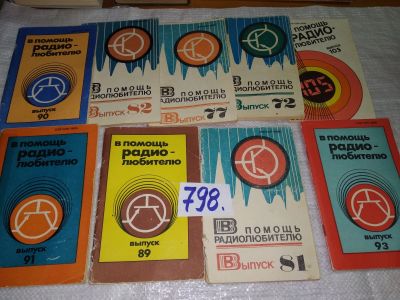 В ПОМОЩЬ
РАДИО-
ЛЮБИТЕЛЮ
ВЫПУСК
90
ПОМОЩЬ
РАДИОЛЮБИТЕЛЮ
ВЫПУСК 82
В ПОМОЩЬ
РАДИОЛЮБИТЕЛЮ
ВЫПУСК 77
В ПОМОЩЬ
РАДИОЛЮБИТЕЛЮ
ВЫПУСК 72
В ПОМОЩЬ
РАДИО-
ЛЮБИТЕЛЮ
103
В ПОМОЩЬ
РАДИО-
ЛЮБИТЕЛЮ
ВЫПУСК
91
В ПОМОЩЬ
РАДИО-
ЛЮБИТЕЛЮ
ВЫПУСК
89
798.
В ПОМОЩЬ
РАДИОЛЮБИТЕЛЮ
ВЫПУСК 81
В ПОМОЩЬ
РАДИО-
ЛЮБИТЕЛЮ
ВЫПУСК
93